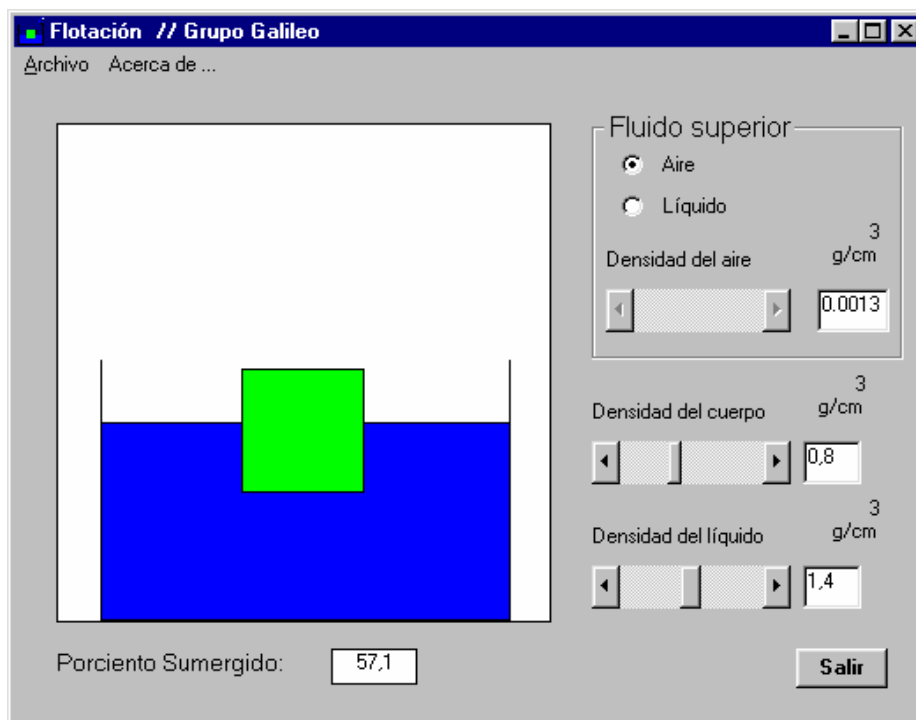 Flotación // Grupo Galileo
Archivo Acerca de ...
Fluido superior
Aire
Líquido
3
Densidad del aire g/cm
0.0013
3
Densidad del cuerpo g/cm
0,8
3
Densidad del líquido g/cm
1,4
Porciento Sumergido: 57,1
Salir